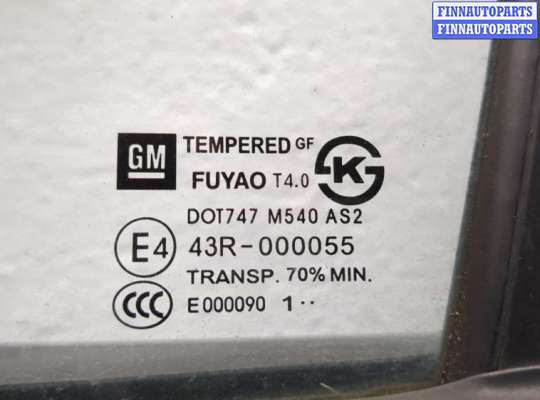 FINNAUTOPARTS
FINNAUTOPARTS
GM TEMPERED GF K
FUYAO T4.0
DOT747 M540 AS2
E4 43R-000055
TRANSP. 70% MIN.
CCC E000090 1··